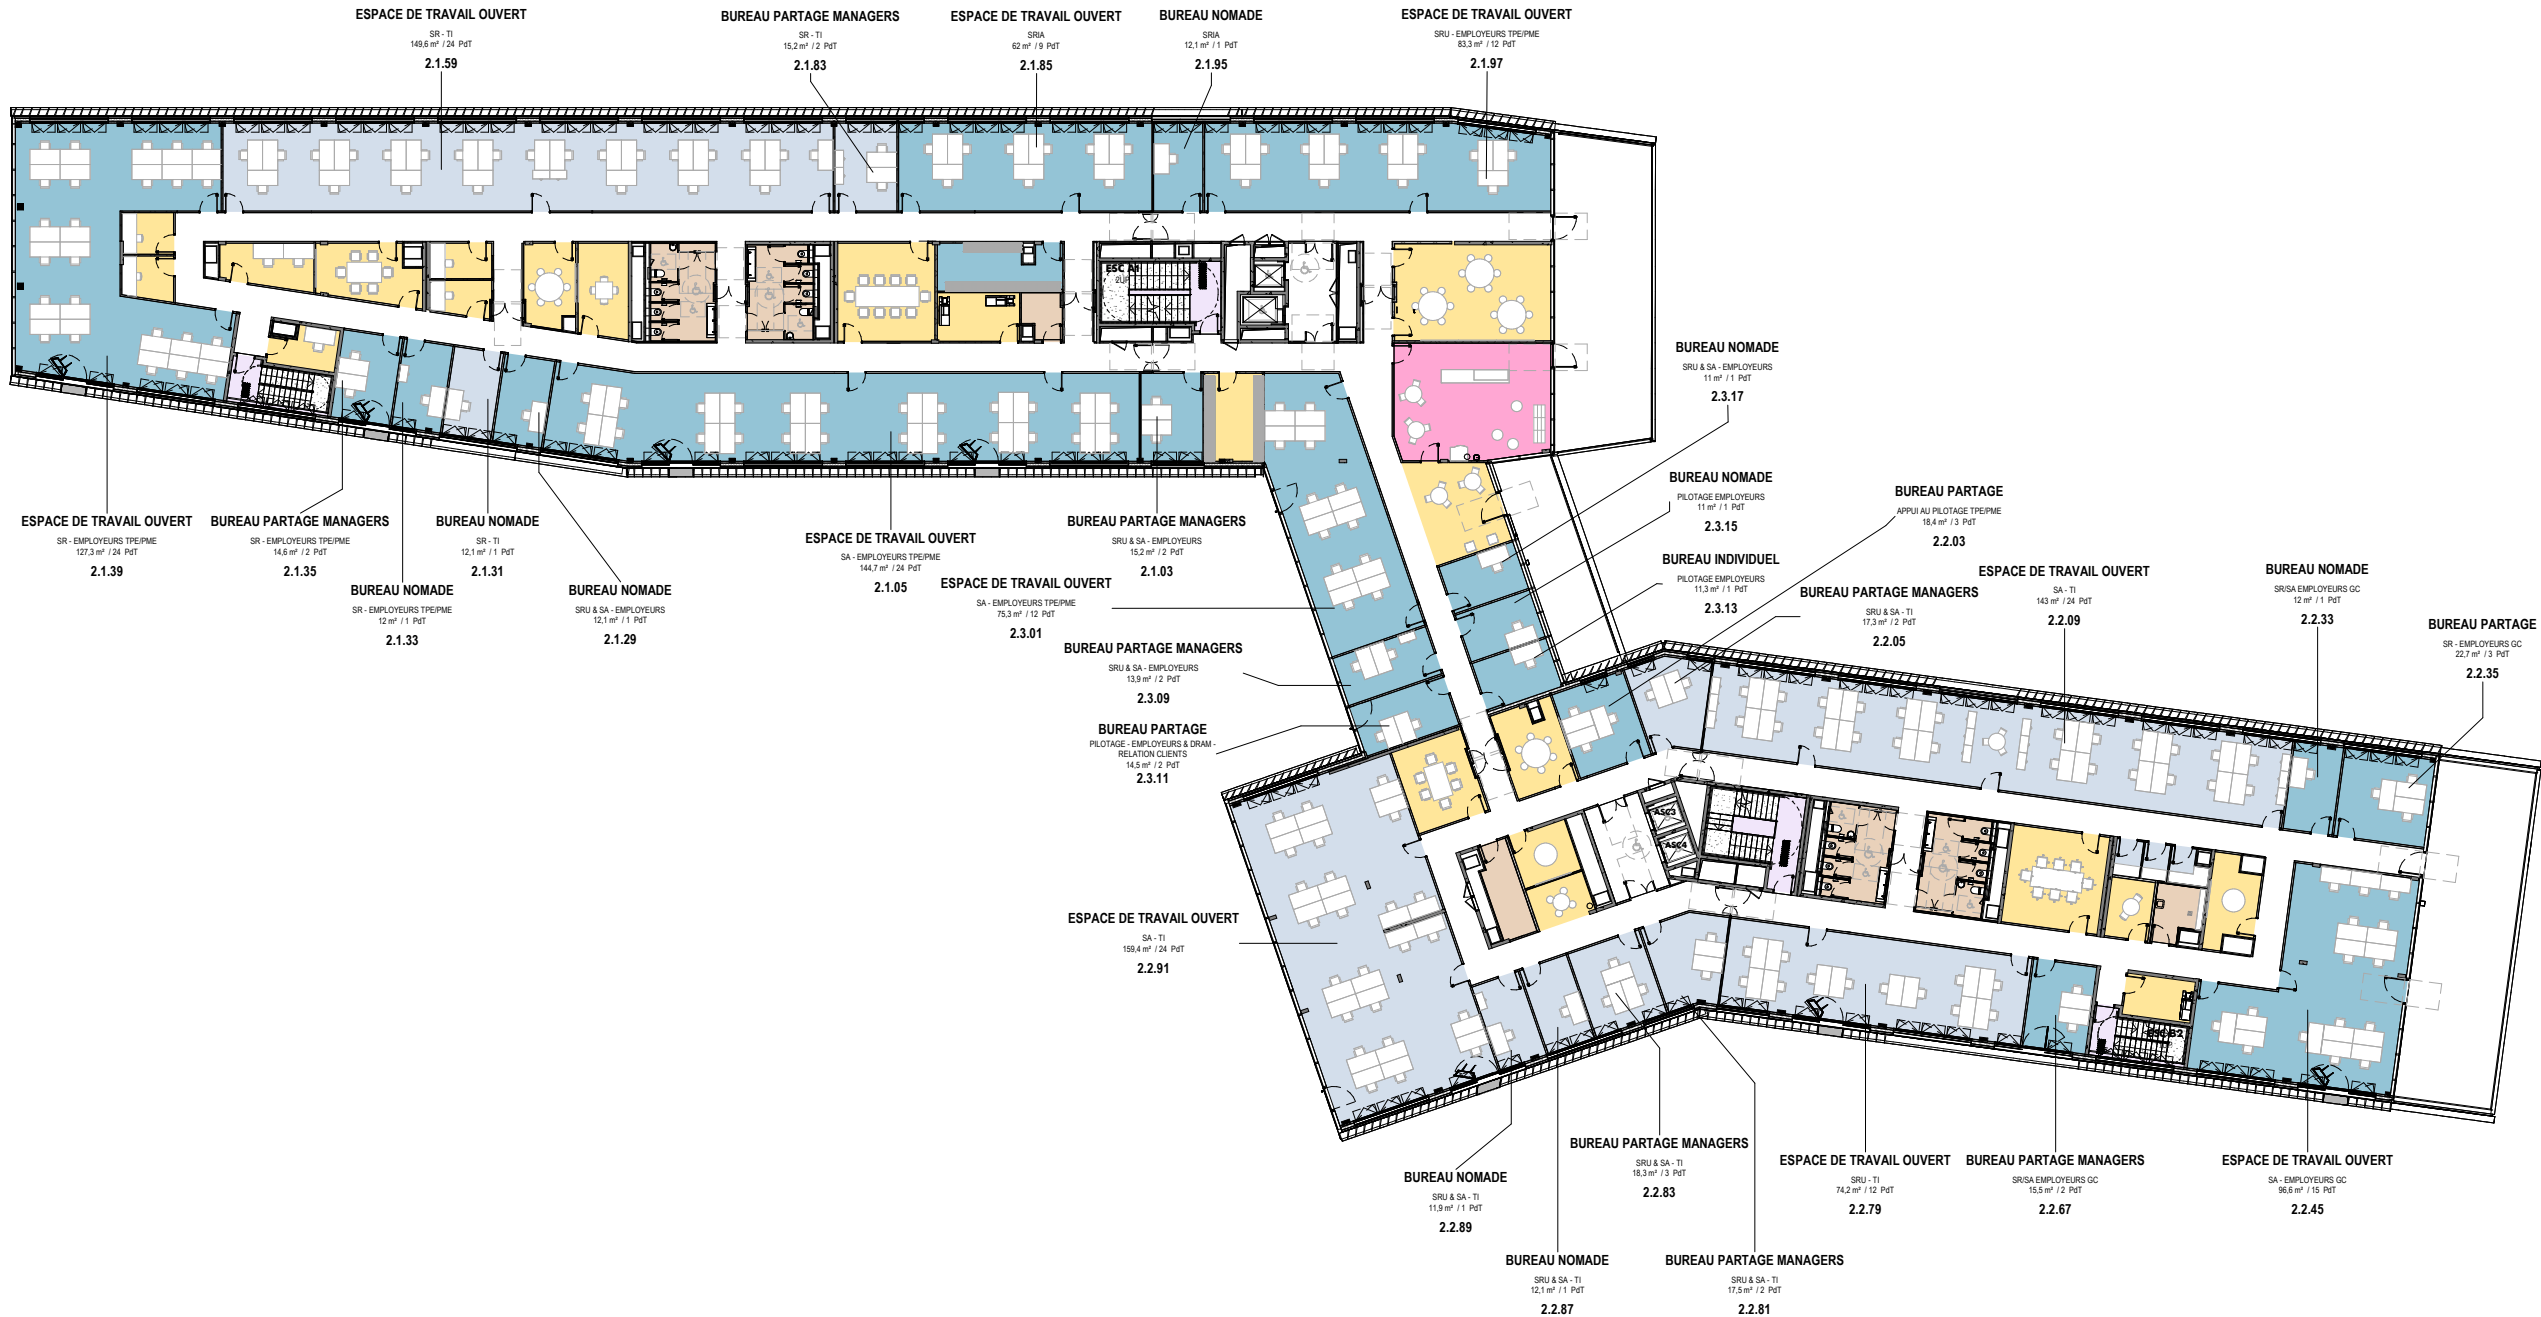 ESPACE DE TRAVAIL OUVERT
SR - TI
149,6 m² / 24 PdT
2.1.59
BUREAU PARTAGE MANAGERS
SR - TI
15,2 m² / 2 PdT
2.1.83
ESPACE DE TRAVAIL OUVERT
SRIA
62 m² / 9 PdT
2.1.85
BUREAU NOMADE
SRIA
12,1 m² / 1 PdT
2.1.95
ESPACE DE TRAVAIL OUVERT
SRU - EMPLOYEURS TPE/PME
83,3 m² / 12 PdT
2.1.97
ESC A1
2UP
BUREAU NOMADE
SRU & SA - EMPLOYEURS
11 m² / 1 PdT
2.3.17
BUREAU NOMADE
PILOTAGE EMPLOYEURS
11 m² / 1 PdT
2.3.15
BUREAU INDIVIDUEL
PILOTAGE EMPLOYEURS
11,3 m² / 1 PdT
2.3.13
BUREAU PARTAGE
APPUI AU PILOTAGE TPE/PME
18,4 m² / 3 PdT
2.2.03
BUREAU PARTAGE MANAGERS
SRU & SA - TI
17,3 m² / 2 PdT
2.2.05
ESPACE DE TRAVAIL OUVERT
SA - TI
143 m² / 24 PdT
2.2.09
BUREAU NOMADE
SR/SA EMPLOYEURS GC
12 m² / 1 PdT
2.2.33
BUREAU PARTAGE
SR - EMPLOYEURS GC
22,7 m² / 3 PdT
2.2.35
ESPACE DE TRAVAIL OUVERT
SR - EMPLOYEURS TPE/PME
127,3 m² / 24 PdT
2.1.39
BUREAU PARTAGE MANAGERS
SR - EMPLOYEURS TPE/PME
14,6 m² / 2 PdT
2.1.35
BUREAU NOMADE
SR - EMPLOYEURS TPE/PME
12 m² / 1 PdT
2.1.33
BUREAU NOMADE
SR - TI
12,1 m² / 1 PdT
2.1.31
BUREAU NOMADE
SRU & SA - EMPLOYEURS
12,1 m² / 1 PdT
2.1.29
ESPACE DE TRAVAIL OUVERT
SA - EMPLOYEURS TPE/PME
144,7 m² / 24 PdT
2.1.05
BUREAU PARTAGE MANAGERS
SRU & SA - EMPLOYEURS
15,2 m² / 2 PdT
2.1.03
ESPACE DE TRAVAIL OUVERT
SA - EMPLOYEURS TPE/PME
75,3 m² / 12 PdT
2.3.01
BUREAU PARTAGE MANAGERS
SRU & SA - EMPLOYEURS
13,9 m² / 2 PdT
2.3.09
BUREAU PARTAGE
PILOTAGE - EMPLOYEURS & DRAM -
RELATION CLIENTS
14,5 m² / 2 PdT
2.3.11
ASC3
ASC4
ESC B2
ESPACE DE TRAVAIL OUVERT
SA - TI
159,4 m² / 24 PdT
2.2.91
BUREAU NOMADE
SRU & SA - TI
11,9 m² / 1 PdT
2.2.89
BUREAU NOMADE
SRU & SA - TI
12,1 m² / 1 PdT
2.2.87
BUREAU PARTAGE MANAGERS
SRU & SA - TI
18,3 m² / 3 PdT
2.2.83
BUREAU PARTAGE MANAGERS
SRU & SA - TI
17,5 m² / 2 PdT
2.2.81
ESPACE DE TRAVAIL OUVERT
SRU - TI
74,2 m² / 12 PdT
2.2.79
BUREAU PARTAGE MANAGERS
SR/SA EMPLOYEURS GC
15,5 m² / 2 PdT
2.2.67
ESPACE DE TRAVAIL OUVERT
SA - EMPLOYEURS GC
96,6 m² / 15 PdT
2.2.45